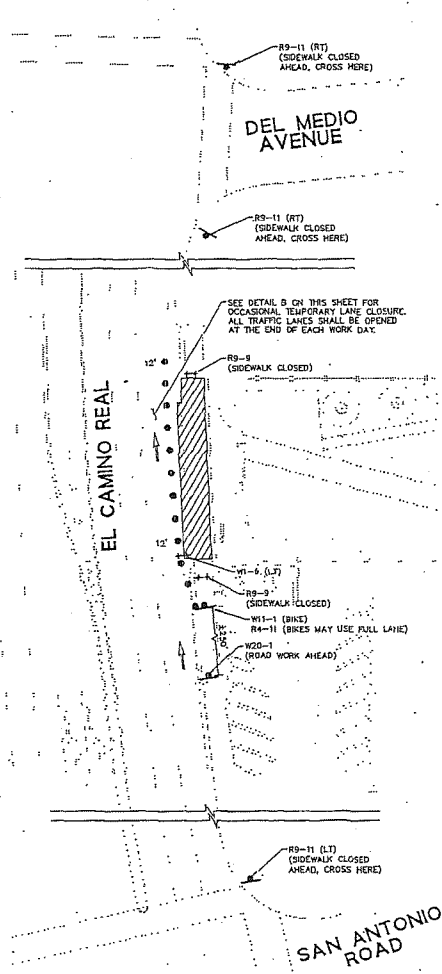 R9-11 (RT)
(SIDEWALK CLOSED
AHEAD, CROSS HERE)
DEL MEDIO
AVENUE
R9-11 (RT)
(SIDEWALK CLOSED
AHEAD, CROSS HERE)
SEE DETAIL B ON THIS SHEET FOR
OCCASIONAL TEMPORARY LANE CLOSURE.
ALL TRAFFIC LANES SHALL BE OPENED
AT THE END OF EACH WORK DAY.
12'
R9-9
(SIDEWALK CLOSED)
EL CAMINO REAL
12'
W1-6 (LT)
R9-9
(SIDEWALK CLOSED)
W11-1 (BIKE)
R4-11 (BIKES MAY USE FULL LANE)
±250'
W20-1
(ROAD WORK AHEAD)
R9-11 (LT)
(SIDEWALK CLOSED
AHEAD, CROSS HERE)
SAN ANTONIO
ROAD